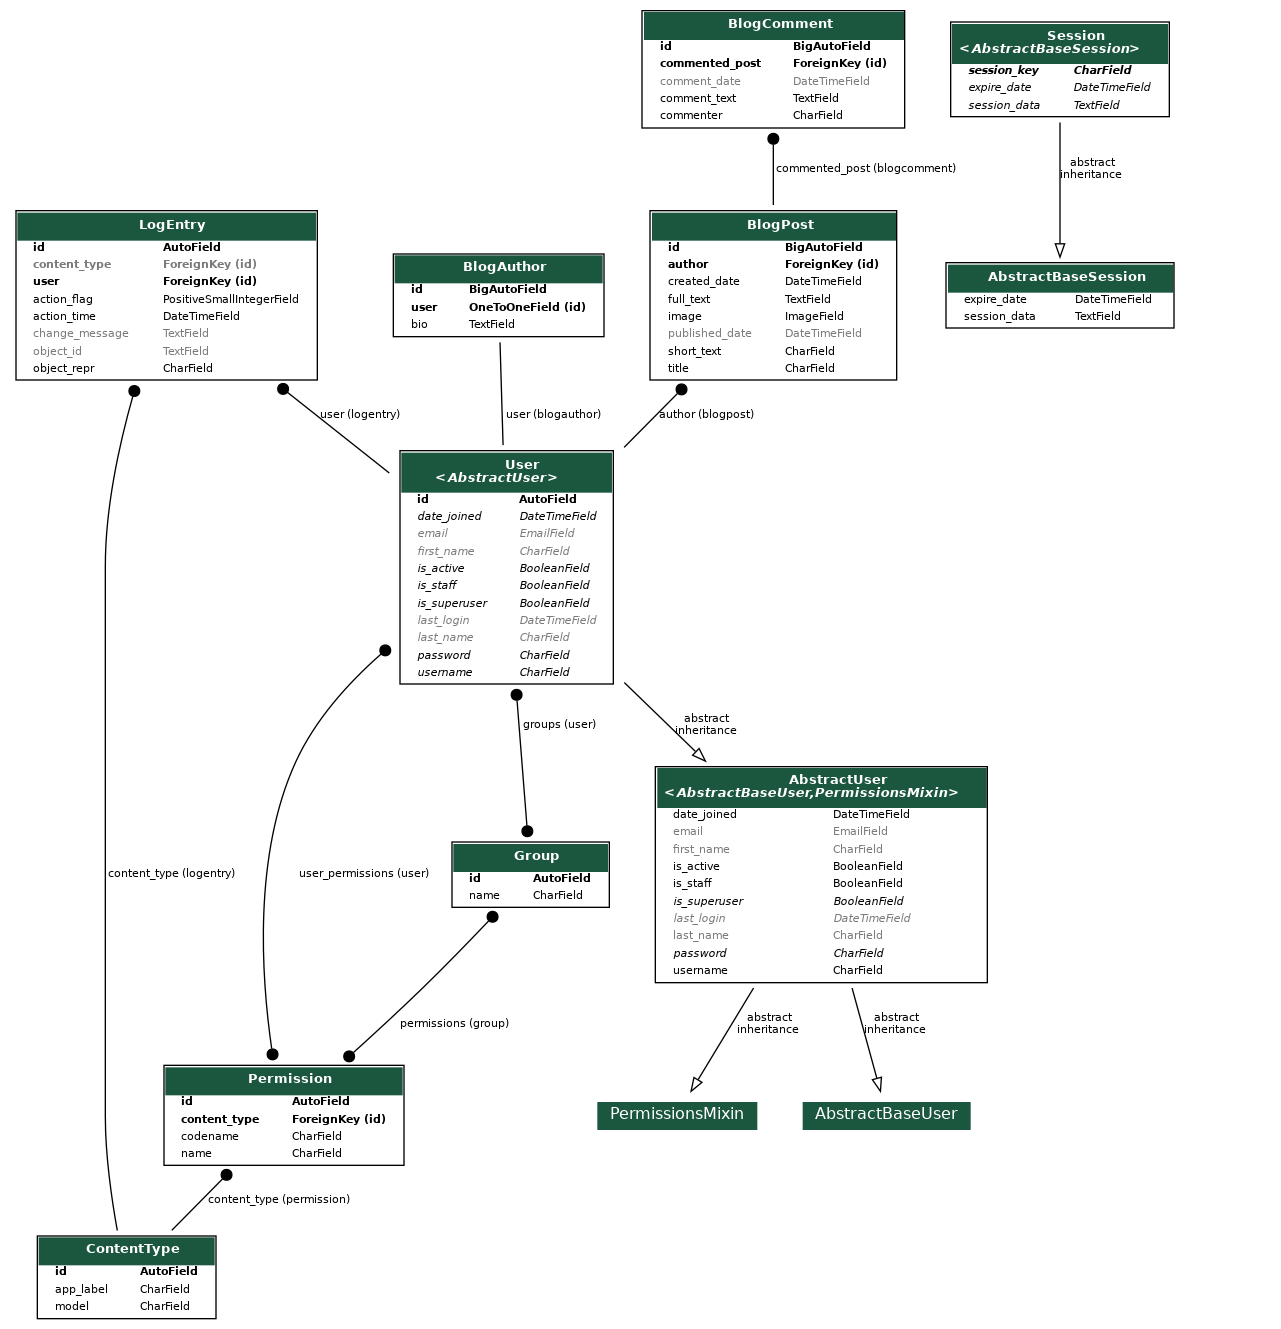 BlogComment
id BigAutoField
commented_post ForeignKey (id)
comment_date DateTimeField
comment_text TextField
commenter CharField
Session
<AbstractBaseSession>
session_key CharField
expire_date DateTimeField
session_data TextField
commented_post (blogcomment)
abstract
inheritance
LogEntry
id AutoField
content_type ForeignKey (id)
user ForeignKey (id)
action_flag PositiveSmallIntegerField
action_time DateTimeField
change_message TextField
object_id TextField
object_repr CharField
BlogAuthor
id BigAutoField
user OneToOneField (id)
bio TextField
BlogPost
id BigAutoField
author ForeignKey (id)
created_date DateTimeField
full_text TextField
image ImageField
published_date DateTimeField
short_text CharField
title CharField
AbstractBaseSession
expire_date DateTimeField
session_data TextField
user (logentry)
user (blogauthor)
author (blogpost)
User
<AbstractUser>
id AutoField
date_joined DateTimeField
email EmailField
first_name CharField
is_active BooleanField
is_staff BooleanField
is_superuser BooleanField
last_login DateTimeField
last_name CharField
password CharField
username CharField
groups (user)
abstract
inheritance
AbstractUser
<AbstractBaseUser,PermissionsMixin>
date_joined DateTimeField
email EmailField
first_name CharField
is_active BooleanField
is_staff BooleanField
is_superuser BooleanField
last_login DateTimeField
last_name CharField
password CharField
username CharField
content_type (logentry)
user_permissions (user)
Group
id AutoField
name CharField
permissions (group)
abstract
inheritance
abstract
inheritance
Permission
id AutoField
content_type ForeignKey (id)
codename CharField
name CharField
PermissionsMixin
AbstractBaseUser
content_type (permission)
ContentType
id AutoField
app_label CharField
model CharField